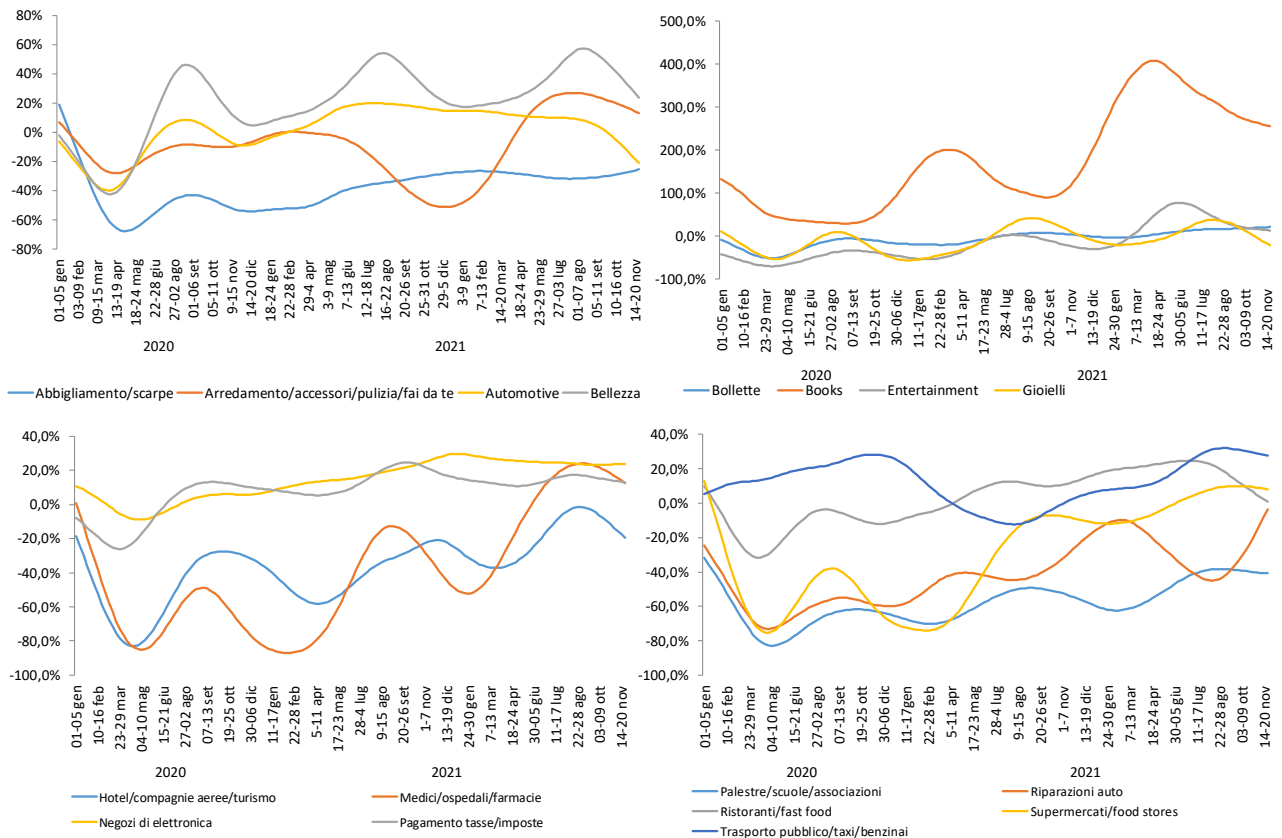 80%
60%
40%
20%
0%
-20%
-40%
-60%
-80%
01-05 gen
03-09 feb
09-15 mar
13-19 apr
18-24 mag
22-28 giu
27-02 ago
01-06 set
05-11 ott
9-15 nov
14-20 dic
18-24 gen
22-28 feb
29-4 apr
3-9 mag
7-13 giu
12-18 lug
16-22 ago
20-26 set
25-31 ott
29-5 dic
3-9 gen
7-13 feb
14-20 mar
18-24 apr
23-29 mag
27-03 lug
01-07 ago
05-11 set
10-16 ott
14-20 nov
2020
2021
Abbigliamento/scarpe
Arredamento/accessori/pulizia/fai da te
Automotive
Bellezza
500,0%
400,0%
300,0%
200,0%
100,0%
0,0%
-100,0%
01-05 gen
10-16 feb
23-29 mar
04-10 mag
15-21 giu
27-02 ago
07-13 set
19-25 ott
30-06 dic
11-17gen
22-28 feb
5-11 apr
17-23 mag
28-4 lug
9-15 ago
20-26 set
1-7 nov
13-19 dic
24-30 gen
7-13 mar
18-24 apr
30-05 giu
11-17 lug
22-28 ago
03-09 ott
14-20 nov
2020
2021
Bollette
Books
Entertainment
Gioielli
40,0%
20,0%
0,0%
-20,0%
-40,0%
-60,0%
-80,0%
-100,0%
01-05 gen
10-16 feb
23-29 mar
04-10 mag
15-21 giu
27-02 ago
07-13 set
19-25 ott
30-06 dic
11-17gen
22-28 feb
5-11 apr
17-23 mag
28-4 lug
9-15 ago
20-26 set
1-7 nov
13-19 dic
24-30 gen
7-13 mar
18-24 apr
30-05 giu
11-17 lug
22-28 ago
03-09 ott
14-20 nov
2020
2021
Hotel/compagnie aeree/turismo
Medici/ospedali/farmacie
Negozi di elettronica
Pagamento tasse/imposte
40,0%
20,0%
0,0%
-20,0%
-40,0%
-60,0%
-80,0%
-100,0%
01-05 gen
10-16 feb
23-29 mar
04-10 mag
15-21 giu
27-02 ago
07-13 set
19-25 ott
30-06 dic
11-17 gen
22-28 feb
5-11 apr
17-23 mag
28-4 lug
9-15 ago
20-26 set
1-7 nov
13-19 dic
24-30 gen
7-13 mar
18-24 apr
30-05 giu
11-17 lug
22-28 ago
03-09 ott
14-20 nov
2020
2021
Palestre/scuole/associazioni
Riparazioni auto
Ristoranti/fast food
Supermercati/food stores
Trasporto pubblico/taxi/benzinai